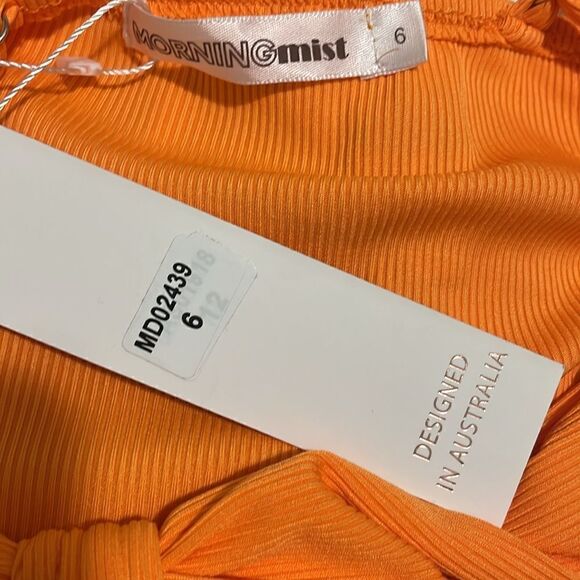 MORNINGmist
6
MD02439
6
DESIGNED
IN AUSTRALIA